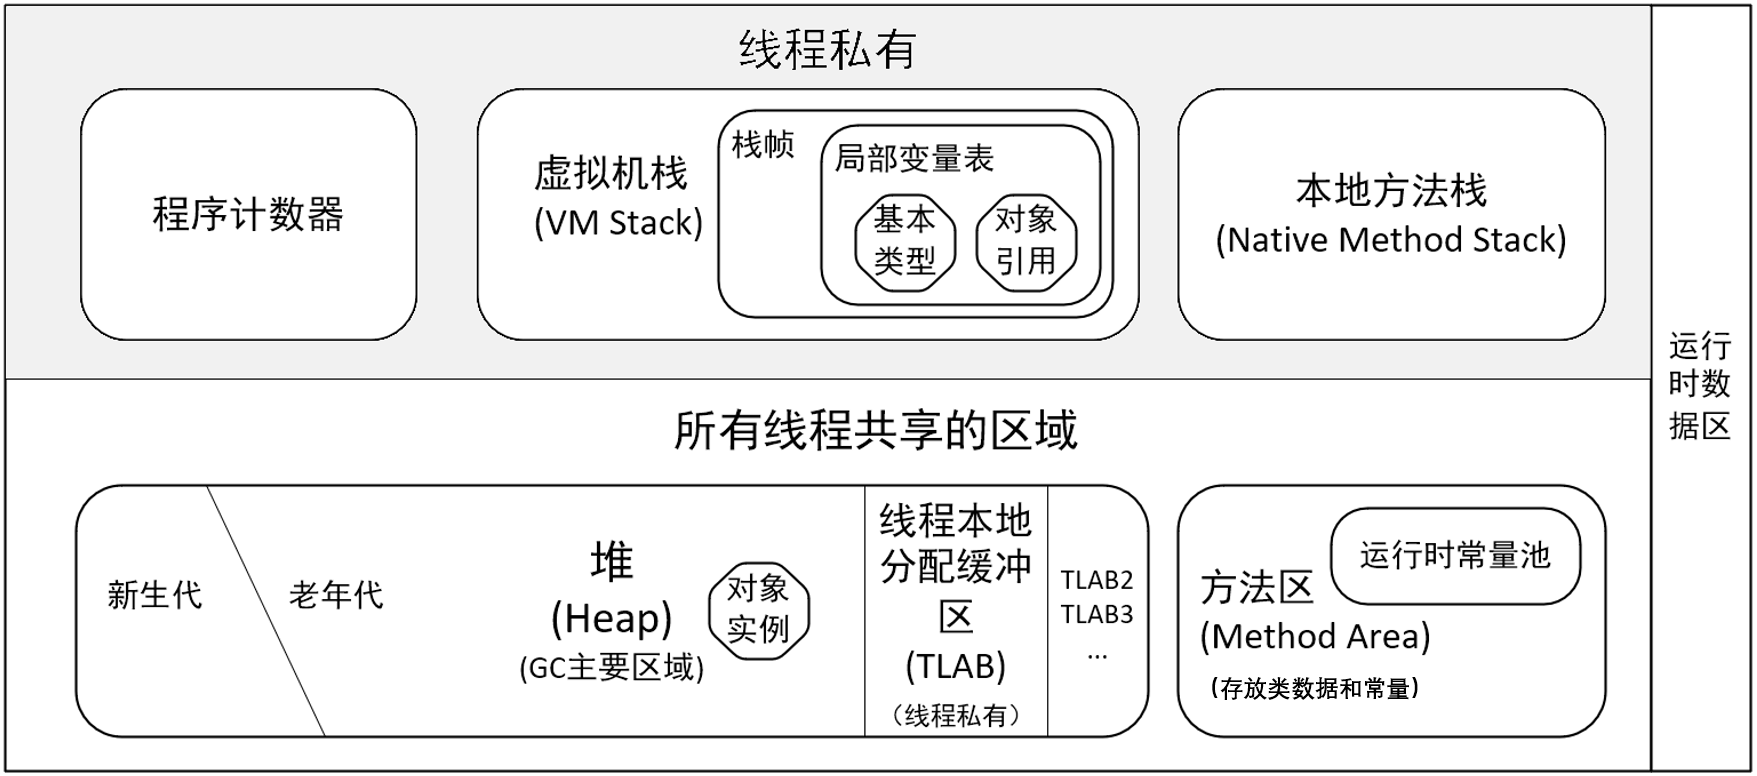 线程私有
程序计数器
虚拟机栈
(VM Stack)
栈帧
局部变量表
基本
类型
对象
引用
本地方法栈
(Native Method Stack)
运行
时数
据区
所有线程共享的区域
新生代
老年代
堆
(Heap)
(GC主要区域)
对象
实例
线程本地
分配缓冲
区
(TLAB)
（线程私有）
TLAB2
TLAB3
...
运行时常量池
方法区
(Method Area)
（存放类数据和常量）